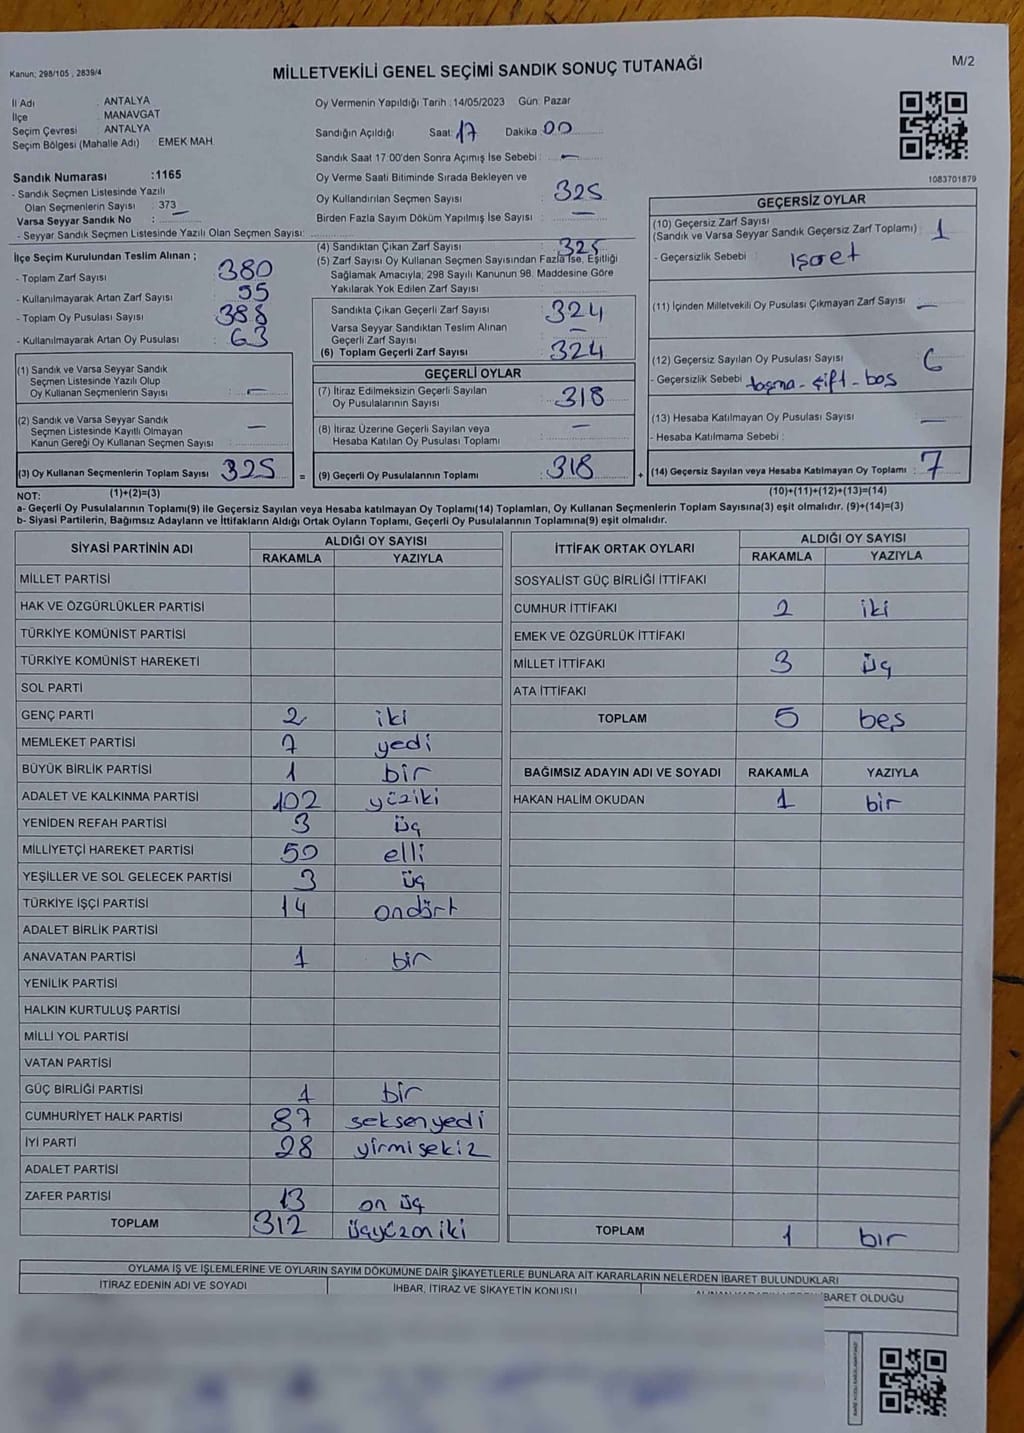 Kanun: 298/105 , 2839/4
MİLLETVEKİLİ GENEL SEÇİMİ SANDIK SONUÇ TUTANAĞI
M/2
İl Adı : ANTALYA
İlçe : MANAVGAT
Seçim Çevresi : ANTALYA
Seçim Bölgesi (Mahalle Adı) EMEK MAH.
Sandık Numarası :1165
- Sandık Seçmen Listesinde Yazılı
Olan Seçmenlerin Sayısı : 373
Varsa Seyyar Sandık No : –
- Seyyar Sandık Seçmen Listesinde Yazılı Olan Seçmen Sayısı:
İlçe Seçim Kurulundan Teslim Alınan ;
- Toplam Zarf Sayısı : 380
- Kullanılmayarak Artan Zarf Sayısı : 55
- Toplam Oy Pusulası Sayısı : 388
- Kullanılmayarak Artan Oy Pusulası : 63
(1) Sandık ve Varsa Seyyar Sandık
Seçmen Listesinde Yazılı Olup
Oy Kullanan Seçmenlerin Sayısı : –
(2) Sandık ve Varsa Seyyar Sandık
Seçmen Listesinde Kayıtlı Olmayan
Kanun Gereği Oy Kullanan Seçmen Sayısı : –
(3) Oy Kullanan Seçmenlerin Toplam Sayısı : 325
(1)+(2)=(3)
Oy Vermenin Yapıldığı Tarih :14/05/2023 Gün: Pazar
Sandığın Açıldığı Saat: 17 Dakika: 00
Sandık Saat 17:00'den Sonra Açımış İse Sebebi : –
Oy Verme Saati Bitiminde Sırada Bekleyen ve
Oy Kullandırılan Seçmen Sayısı : 325
Birden Fazla Sayım Döküm Yapılmış İse Sayısı : –
(4) Sandıktan Çıkan Zarf Sayısı : 325
(5) Zarf Sayısı Oy Kullanan Seçmen Sayısından Fazla İse, Eşitliği
Sağlamak Amacıyla, 298 Sayılı Kanunun 98. Maddesine Göre
Yakılarak Yok Edilen Zarf Sayısı :
Sandıkta Çıkan Geçerli Zarf Sayısı : 324
Varsa Seyyar Sandıktan Teslim Alınan
Geçerli Zarf Sayısı : –
(6) Toplam Geçerli Zarf Sayısı : 324
GEÇERLİ OYLAR
(7) İtiraz Edilmeksizin Geçerli Sayılan
Oy Pusulalarının Sayısı : 318
(8) İtiraz Üzerine Geçerli Sayılan veya
Hesaba Katılan Oy Pusulası Toplamı : –
= (9) Geçerli Oy Pusulalarının Toplamı : 318 +
1083701879
GEÇERSİZ OYLAR
(10) Geçersiz Zarf Sayısı
(Sandık ve Varsa Seyyar Sandık Geçersiz Zarf Toplamı) : 1
- Geçersizlik Sebebi : işaret
(11) İçinden Milletvekili Oy Pusulası Çıkmayan Zarf Sayısı : –
(12) Geçersiz Sayılan Oy Pusulası Sayısı : 6
- Geçersizlik Sebebi : taşma - çift - boş
(13) Hesaba Katılmayan Oy Pusulası Sayısı : –
- Hesaba Katılmama Sebebi :
(14) Geçersiz Sayılan veya Hesaba Katılmayan Oy Toplamı : 7
(10)+(11)+(12)+(13)=(14)
NOT:
a- Geçerli Oy Pusulalarının Toplamı(9) ile Geçersiz Sayılan veya Hesaba katılmayan Oy Toplamı(14) Toplamları, Oy Kullanan Seçmenlerin Toplam Sayısına(3) eşit olmalıdır. (9)+(14)=(3)
b- Siyasi Partilerin, Bağımsız Adayların ve İttifakların Aldığı Ortak Oyların Toplamı, Geçerli Oy Pusulalarının Toplamına(9) eşit olmalıdır.
SİYASİ PARTİNİN ADI ALDIĞI OY SAYISI
RAKAMLA YAZIYLA
MİLLET PARTİSİ
HAK VE ÖZGÜRLÜKLER PARTİSİ
TÜRKİYE KOMÜNİST PARTİSİ
TÜRKİYE KOMÜNİST HAREKETİ
SOL PARTİ
GENÇ PARTİ 2 iki
MEMLEKET PARTİSİ 7 yedi
BÜYÜK BİRLİK PARTİSİ 1 bir
ADALET VE KALKINMA PARTİSİ 102 yüziki
YENİDEN REFAH PARTİSİ 3 üç
MİLLİYETÇİ HAREKET PARTİSİ 50 elli
YEŞİLLER VE SOL GELECEK PARTİSİ 3 üç
TÜRKİYE İŞÇİ PARTİSİ 14 ondört
ADALET BİRLİK PARTİSİ
ANAVATAN PARTİSİ 1 bir
YENİLİK PARTİSİ
HALKIN KURTULUŞ PARTİSİ
MİLLİ YOL PARTİSİ
VATAN PARTİSİ
GÜÇ BİRLİĞİ PARTİSİ 1 bir
CUMHURİYET HALK PARTİSİ 87 seksenyedi
İYİ PARTİ 28 yirmisekiz
ADALET PARTİSİ
ZAFER PARTİSİ 13 on üç
TOPLAM 312 üçyüzoniki
İTTİFAK ORTAK OYLARI ALDIĞI OY SAYISI
RAKAMLA YAZIYLA
SOSYALİST GÜÇ BİRLİĞİ İTTİFAKI
CUMHUR İTTİFAKI 2 iki
EMEK VE ÖZGÜRLÜK İTTİFAKI
MİLLET İTTİFAKI 3 üç
ATA İTTİFAKI
TOPLAM 5 beş
BAĞIMSIZ ADAYIN ADI VE SOYADI RAKAMLA YAZIYLA
HAKAN HALİM OKUDAN 1 bir
TOPLAM 1 bir
OYLAMA İŞ VE İŞLEMLERİNE VE OYLARIN SAYIM DÖKÜMÜNE DAİR ŞİKAYETLERLE BUNLARA AİT KARARLARIN NELERDEN İBARET BULUNDUKLARI
İTİRAZ EDENİN ADI VE SOYADI İHBAR, İTİRAZ VE ŞİKAYETİN KONUSU İBARET OLDUĞU